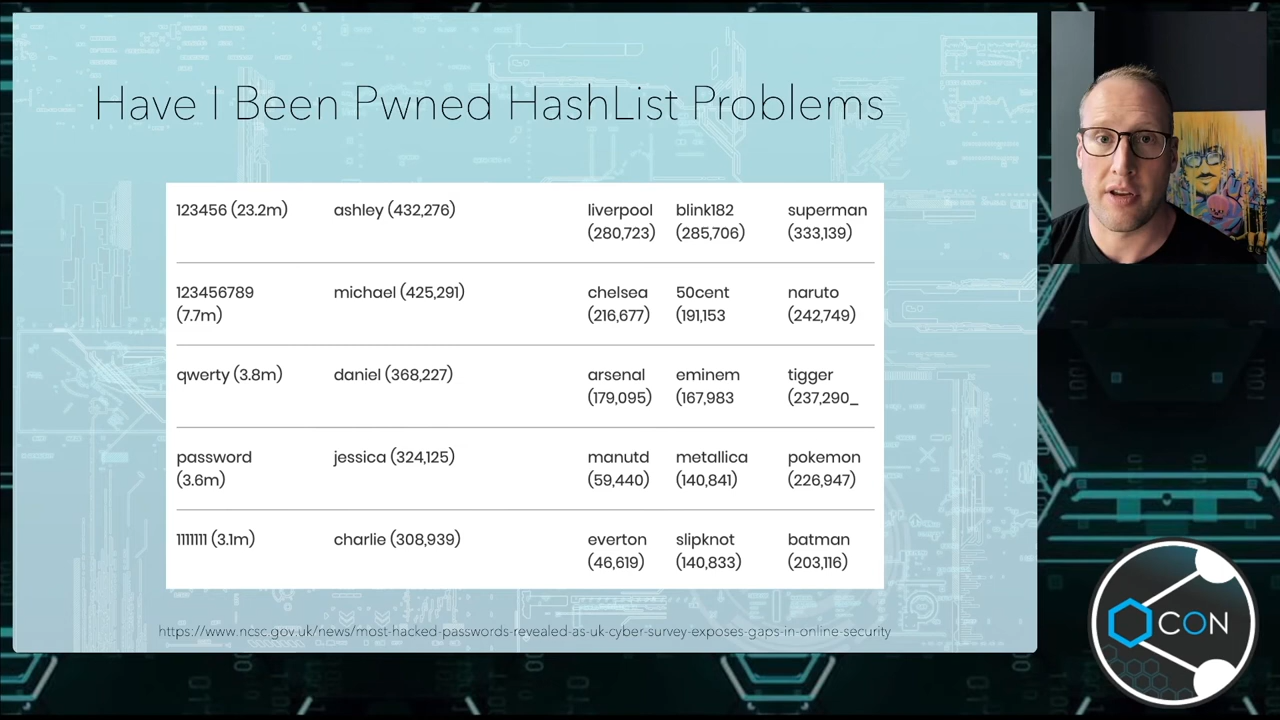 Have I Been Pwned HashList Problems
123456 (23.2m)
ashley (432,276)
liverpool
(280,723)
blink182
(285,706)
superman
(333,139)
123456789
(7.7m)
michael (425,291)
chelsea
(216,677)
50cent
(191,153
naruto
(242,749)
qwerty (3.8m)
daniel (368,227)
arsenal
(179,095)
eminem
(167,983
tigger
(237,290_
password
(3.6m)
jessica (324,125)
manutd
(59,440)
metallica
(140,841)
pokemon
(226,947)
1111111 (3.1m)
charlie (308,939)
everton
(46,619)
slipknot
(140,833)
batman
(203,116)
https://www.ncsc.gov.uk/news/most-hacked-passwords-revealed-as-uk-cyber-survey-exposes-gaps-in-online-security
CON